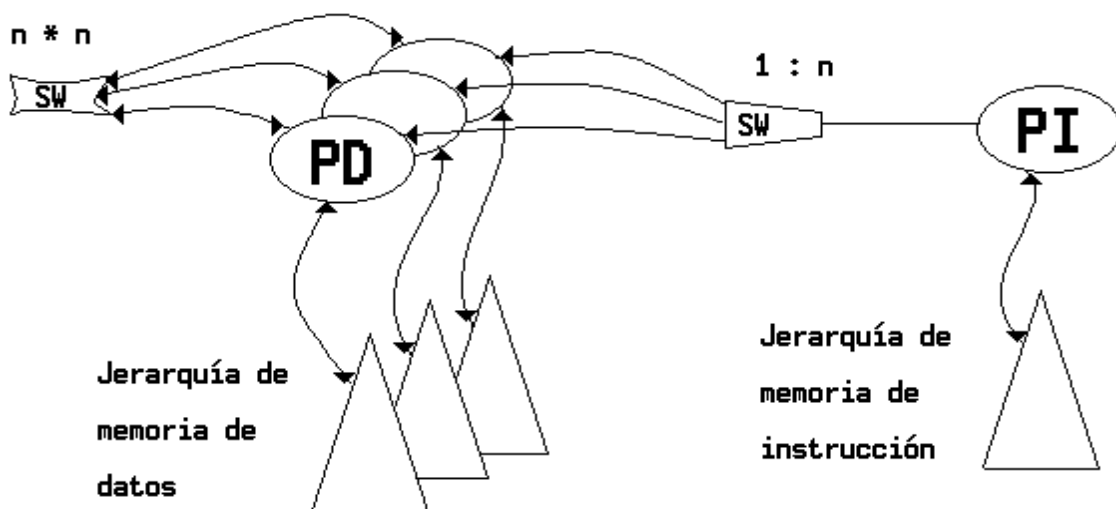 n * n
SW
PD
1 : n
SW
PI
Jerarquía de
memoria de
datos
Jerarquía de
memoria de
instrucción